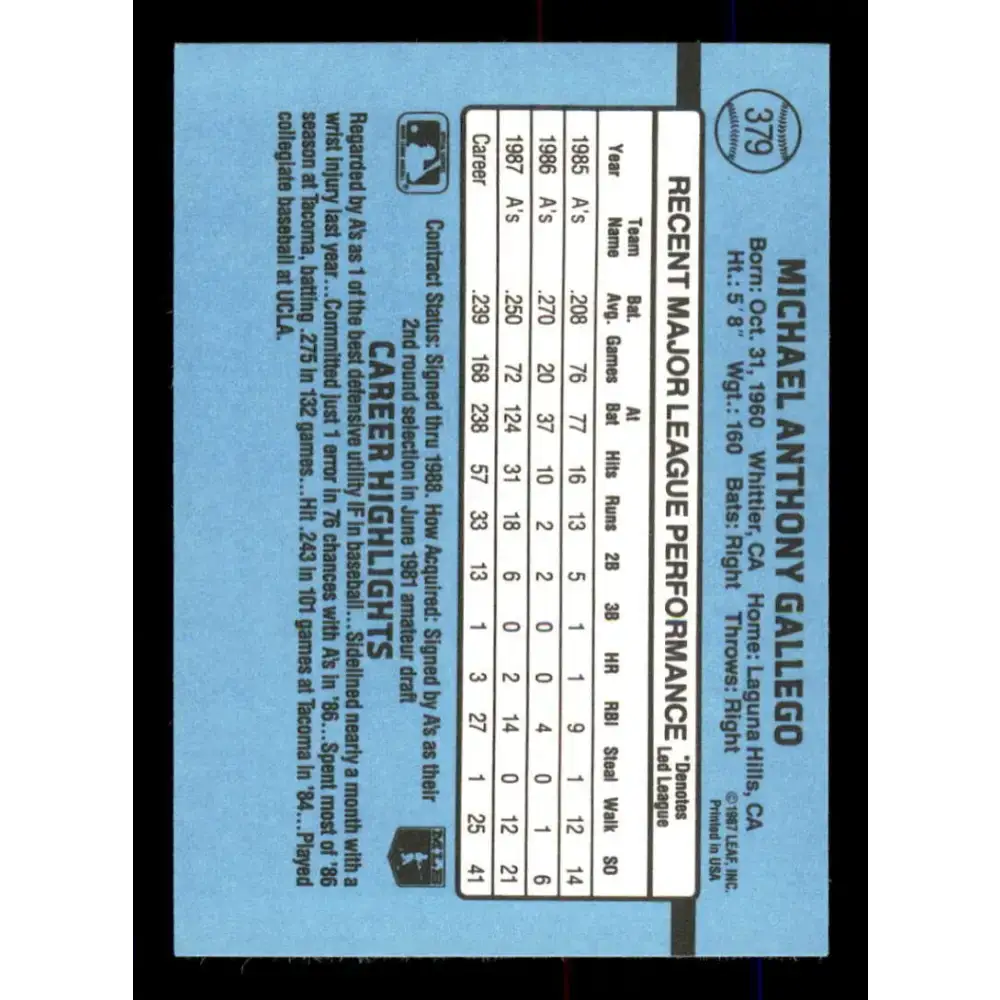 379
MICHAEL ANTHONY GALLEGO
Born: Oct. 31, 1960 Whittier, CA Home: Laguna Hills, CA
Ht.: 5'8" Wgt.: 160 Bats: Right Throws: Right
©1987 LEAF, INC.
Printed in USA
RECENT MAJOR LEAGUE PERFORMANCE *Denotes Led League
Year Team Name Bat. Avg. Games At Bat Hits Runs 2B 3B HR RBI Steal Walk SO
1985 A's .208 76 77 16 13 5 1 1 9 1 12 14
1986 A's .270 20 37 10 2 2 0 0 4 0 1 6
1987 A's .250 72 124 31 18 6 0 2 14 0 12 21
Career .239 168 238 57 33 13 1 3 27 1 25 41
Contract Status: Signed thru 1988. How Acquired: Signed by A's as their
2nd round selection in June 1981 amateur draft
CAREER HIGHLIGHTS
Regarded by A's as 1 of the best defensive utility IF in baseball...Sidelined nearly a month with a
wrist injury last year...Committed just 1 error in 76 chances with A's in '86...Spent most of '86
season at Tacoma, batting .275 in 132 games...Hit .243 in 101 games at Tacoma in '84...Played
collegiate baseball at UCLA.